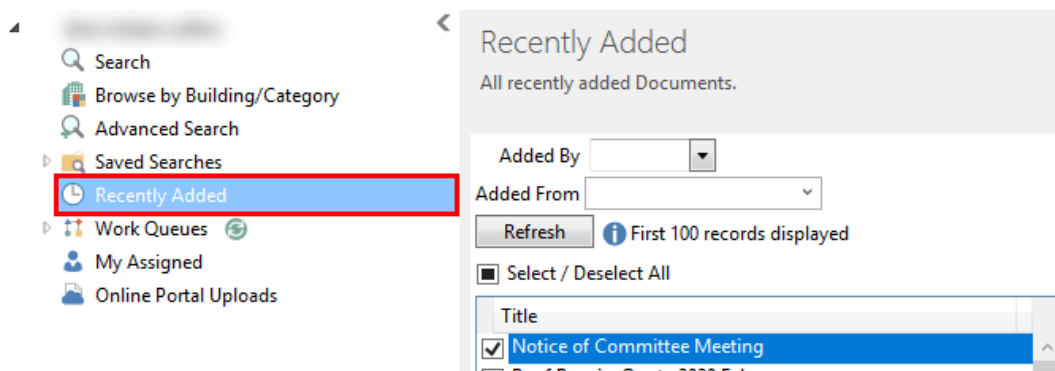 Search
Browse by Building/Category
Advanced Search
Saved Searches
Recently Added
Work Queues
My Assigned
Online Portal Uploads
Recently Added
All recently added Documents.
Added By
Added From
Refresh
First 100 records displayed
Select / Deselect All
Title
Notice of Committee Meeting